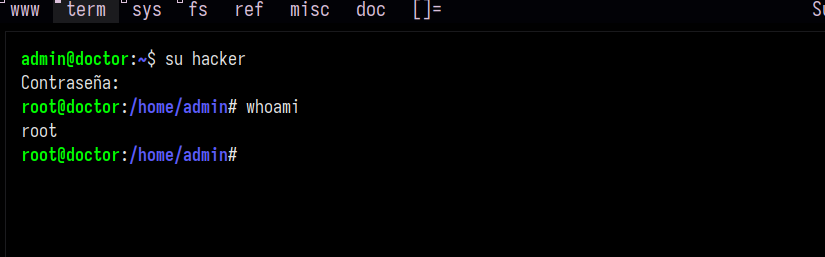 www term sys fs ref misc doc []= Su
admin@doctor:~$ su hacker
Contraseña:
root@doctor:/home/admin# whoami
root
root@doctor:/home/admin#